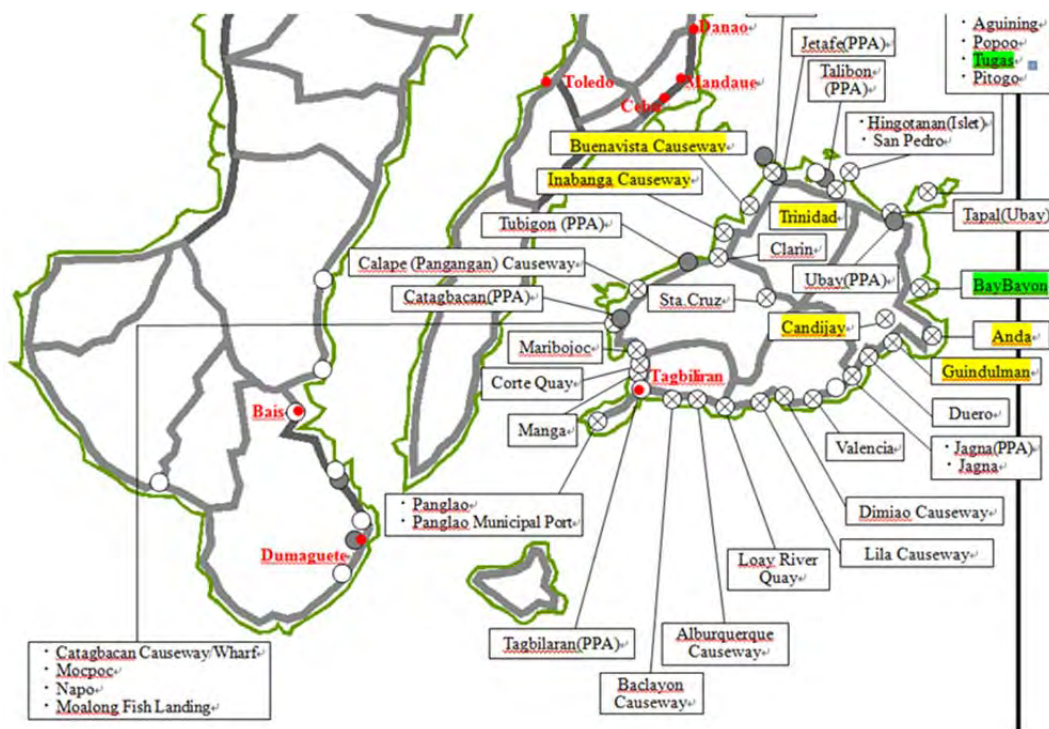 Danao
Jetafe(PPA)
Talibon
(PPA)
・Aguining
・Popoo
・Tugas
・Pitogo
Toledo
Mandaue
Cebu
・Hingotanan(Islet)
・San Pedro
Buenavista Causeway
Inabanga Causeway
Trinidad
Tapal(Ubay)
Tubigon (PPA)
Clarin
Calape (Pangangan) Causeway
Ubay(PPA)
Sta.Cruz
BayBayon
Catagbacan(PPA)
Candijay
Anda
Maribojoc
Guindulman
Tagbiliran
Corte Quay
Bais
Duero
Manga
Valencia
・Jagna(PPA)
・Jagna
・Panglao
・Panglao Municipal Port
Dimiao Causeway
Dumaguete
Lila Causeway
Loay River
Quay
Tagbilaran(PPA)
Alburquerque
Causeway
・Catagbacan Causeway/Wharf
・Mocpoc
・Napo
・Moalong Fish Landing
Baclayon
Causeway